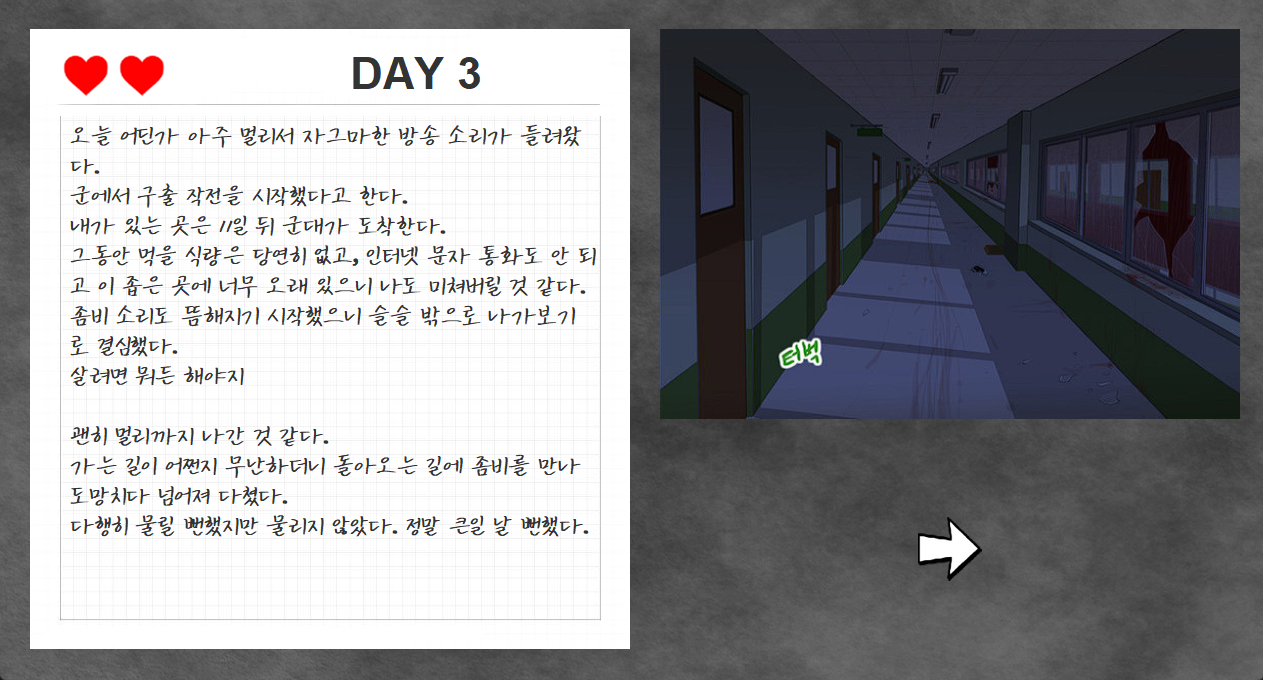 DAY 3
오늘 어딘가 아주 멀리서 자그마한 방송 소리가 들려왔
다.
군에서 구출 작전을 시작했다고 한다.
내가 있는 곳은 11일 뒤 군대가 도착한다.
그동안 먹을 식량은 당연히 없고, 인터넷 문자 통화도 안 되
고 이 좁은 곳에 너무 오래 있으니 나도 미쳐버릴 것 같다.
좀비 소리도 뜸해지기 시작했으니 슬슬 밖으로 나가보기
로 결심했다.
살려면 뭐든 해야지
괜히 멀리까지 나간 것 같다.
가는 길이 어쩐지 무난하더니 돌아오는 길에 좀비를 만나
도망치다 넘어져 다쳤다.
다행히 물릴 뻔했지만 물리지 않았다. 정말 큰일 날 뻔했다.
터벅